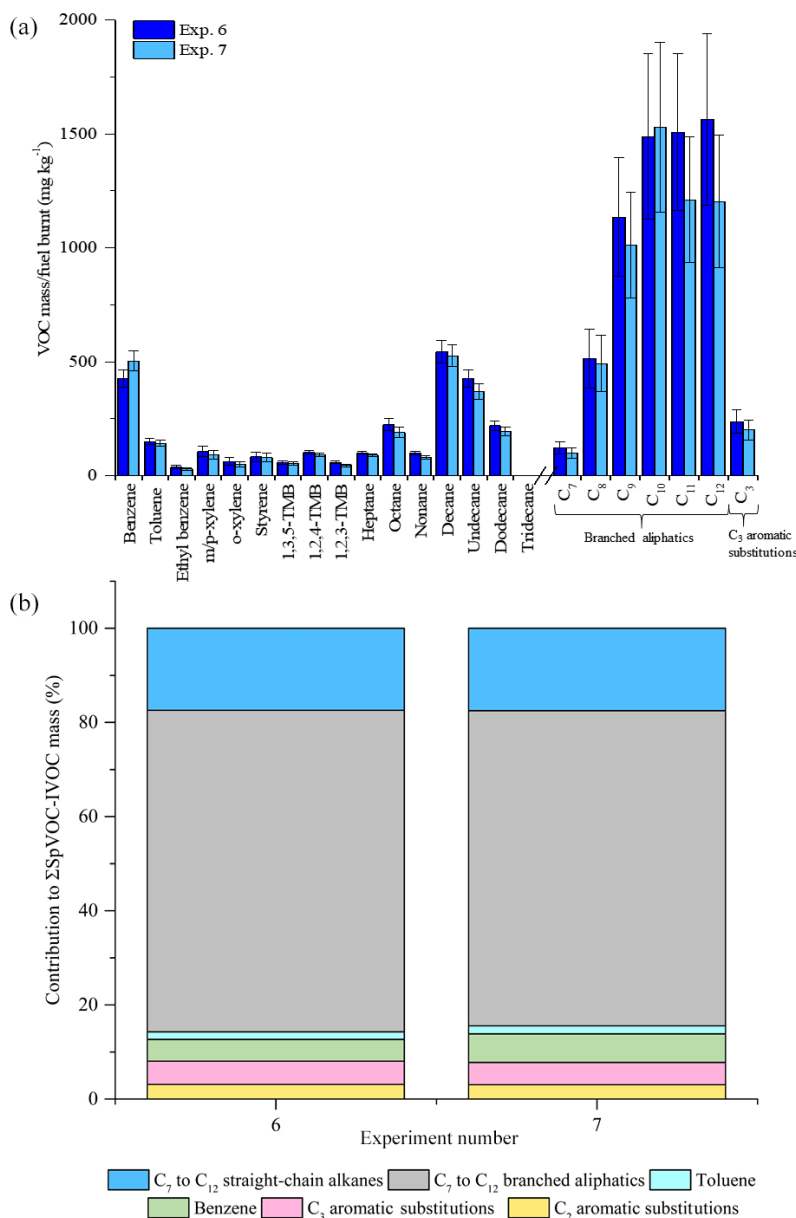 (a)
Exp. 6
Exp. 7
VOC mass/fuel burnt (mg kg⁻¹)
2000
1500
1000
500
0
Benzene
Toluene
Ethyl benzene
m/p-xylene
o-xylene
Styrene
1,3,5-TMB
1,2,4-TMB
1,2,3-TMB
Heptane
Octane
Nonane
Decane
Undecane
Dodecane
Tridecane
C₇
C₈
C₉
C₁₀
C₁₁
C₁₂
C₃
Branched aliphatics
C₃ aromatic
substitutions
(b)
Contribution to ΣSpVOC-IVOC mass (%)
100
80
60
40
20
0
6
7
Experiment number
C₇ to C₁₂ straight-chain alkanes
C₇ to C₁₂ branched aliphatics
Toluene
Benzene
C₃ aromatic substitutions
C₂ aromatic substitutions